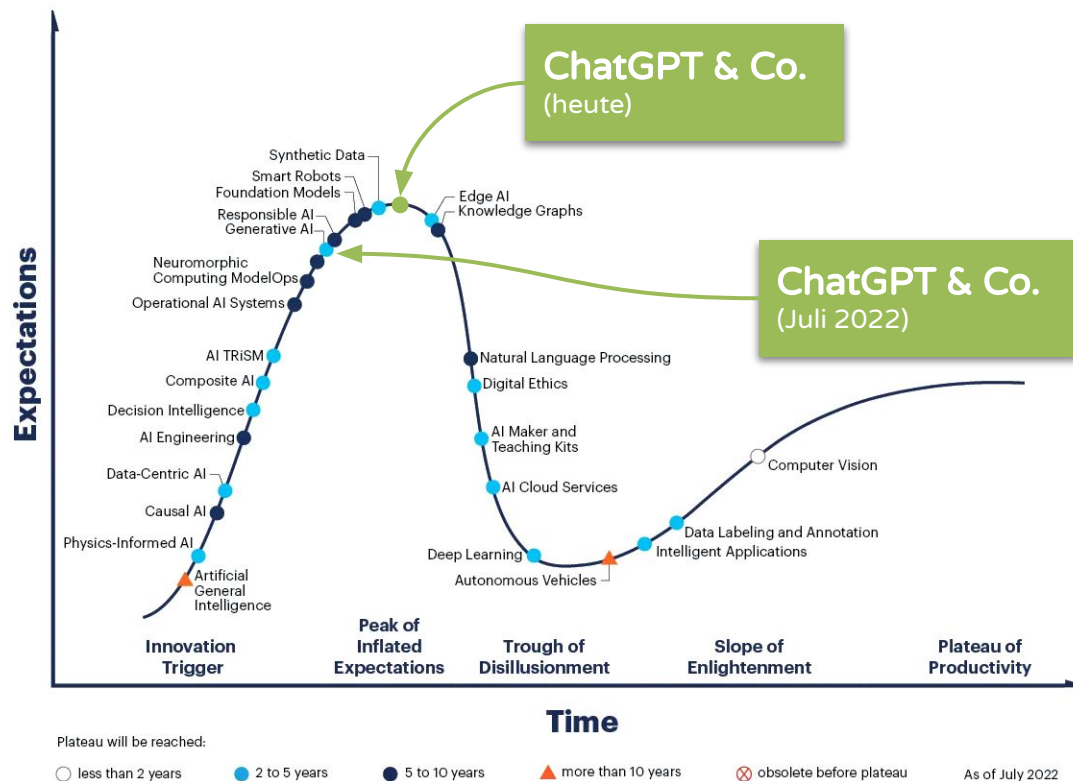 ChatGPT & Co.
(heute)
Synthetic Data
Smart Robots
Foundation Models
Edge AI
Knowledge Graphs
Responsible AI
Generative AI
ChatGPT & Co.
(Juli 2022)
Neuromorphic
Computing ModelOps
Operational AI Systems
Expectations
AI TRiSM
Natural Language Processing
Composite AI
Digital Ethics
Decision Intelligence
AI Engineering
AI Maker and
Teaching Kits
Computer Vision
Data-Centric AI
AI Cloud Services
Causal AI
Data Labeling and Annotation
Physics-Informed AI
Intelligent Applications
Deep Learning
Artificial
General
Intelligence
Autonomous Vehicles
Innovation
Trigger
Peak of
Inflated
Expectations
Trough of
Disillusionment
Slope of
Enlightenment
Plateau of
Productivity
Time
Plateau will be reached:
less than 2 years
2 to 5 years
5 to 10 years
more than 10 years
obsolete before plateau
As of July 2022